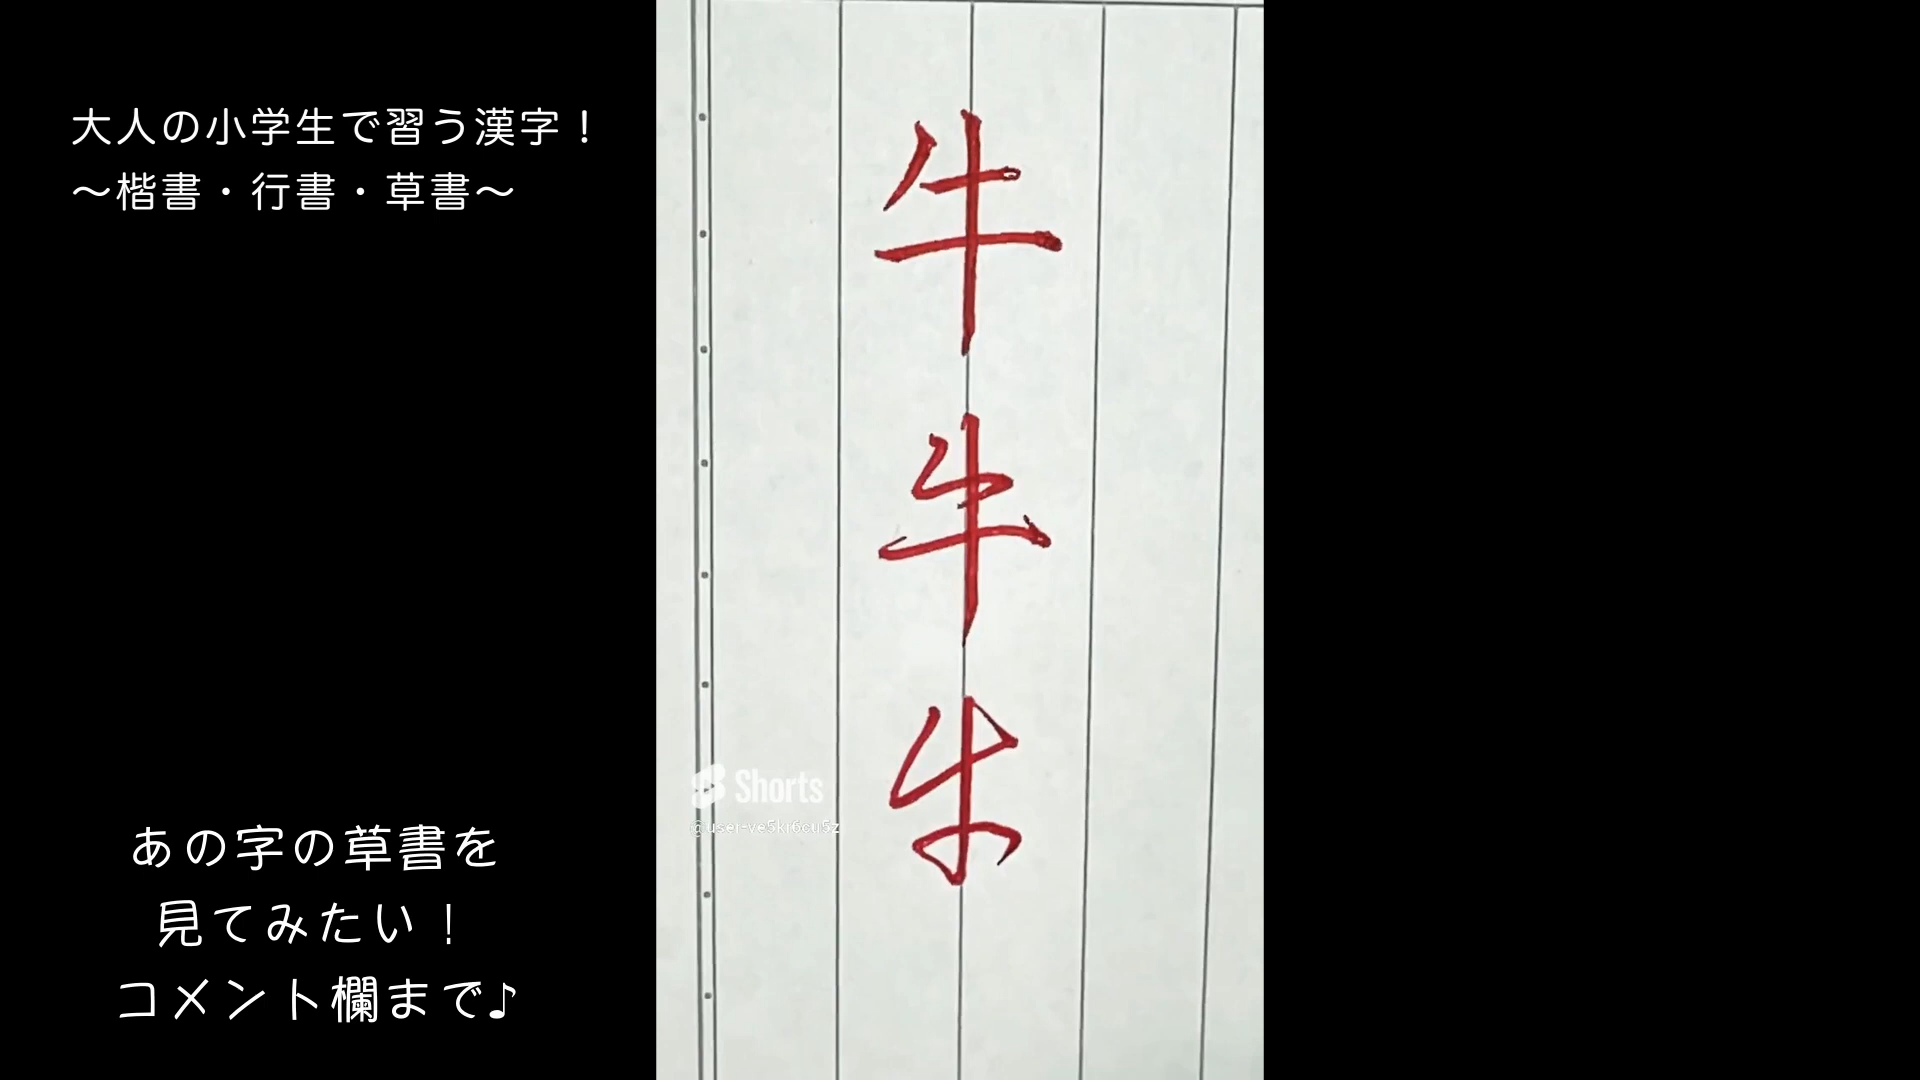 大人の小学生で習う漢字！
〜楷書・行書・草書〜
牛
牛
牛
Shorts
@user-ve5kr6cu5z
あの字の草書を
見てみたい！
コメント欄まで♪